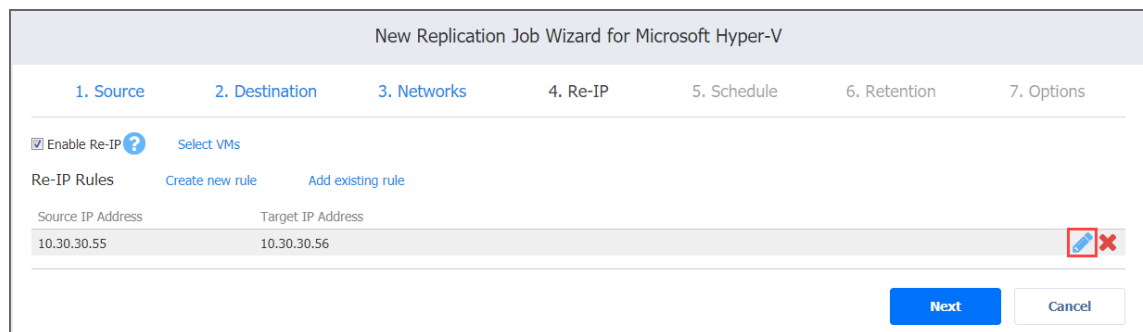 New Replication Job Wizard for Microsoft Hyper-V
1. Source 2. Destination 3. Networks 4. Re-IP 5. Schedule 6. Retention 7. Options
Enable Re-IP ? Select VMs
Re-IP Rules Create new rule Add existing rule
Source IP Address Target IP Address
10.30.30.55 10.30.30.56
Next Cancel